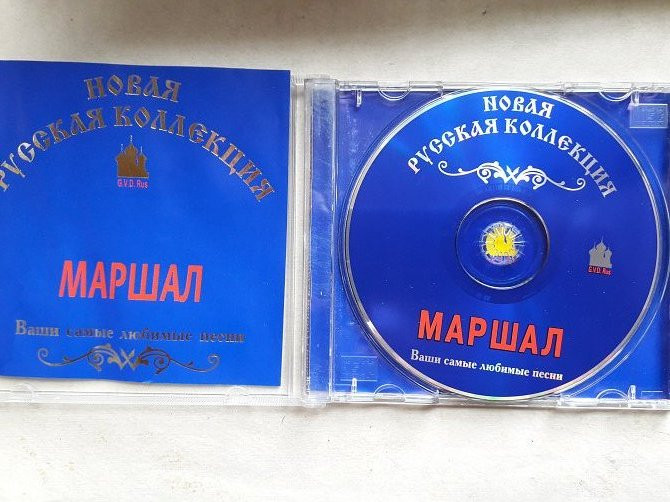 НОВАЯ
РУССКАЯ КОЛЛЕКЦИЯ
G.V.D. Rus
МАРШАЛ
Ваши самые любимые песни
НОВАЯ
РУССКАЯ КОЛЛЕКЦИЯ
G.V.D. Rus
МАРШАЛ
Ваши самые любимые песни